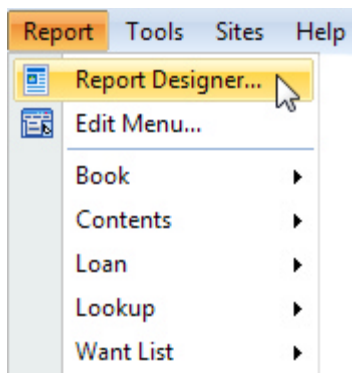 Report Tools Sites Help
Report Designer...
Edit Menu...
Book
Contents
Loan
Lookup
Want List